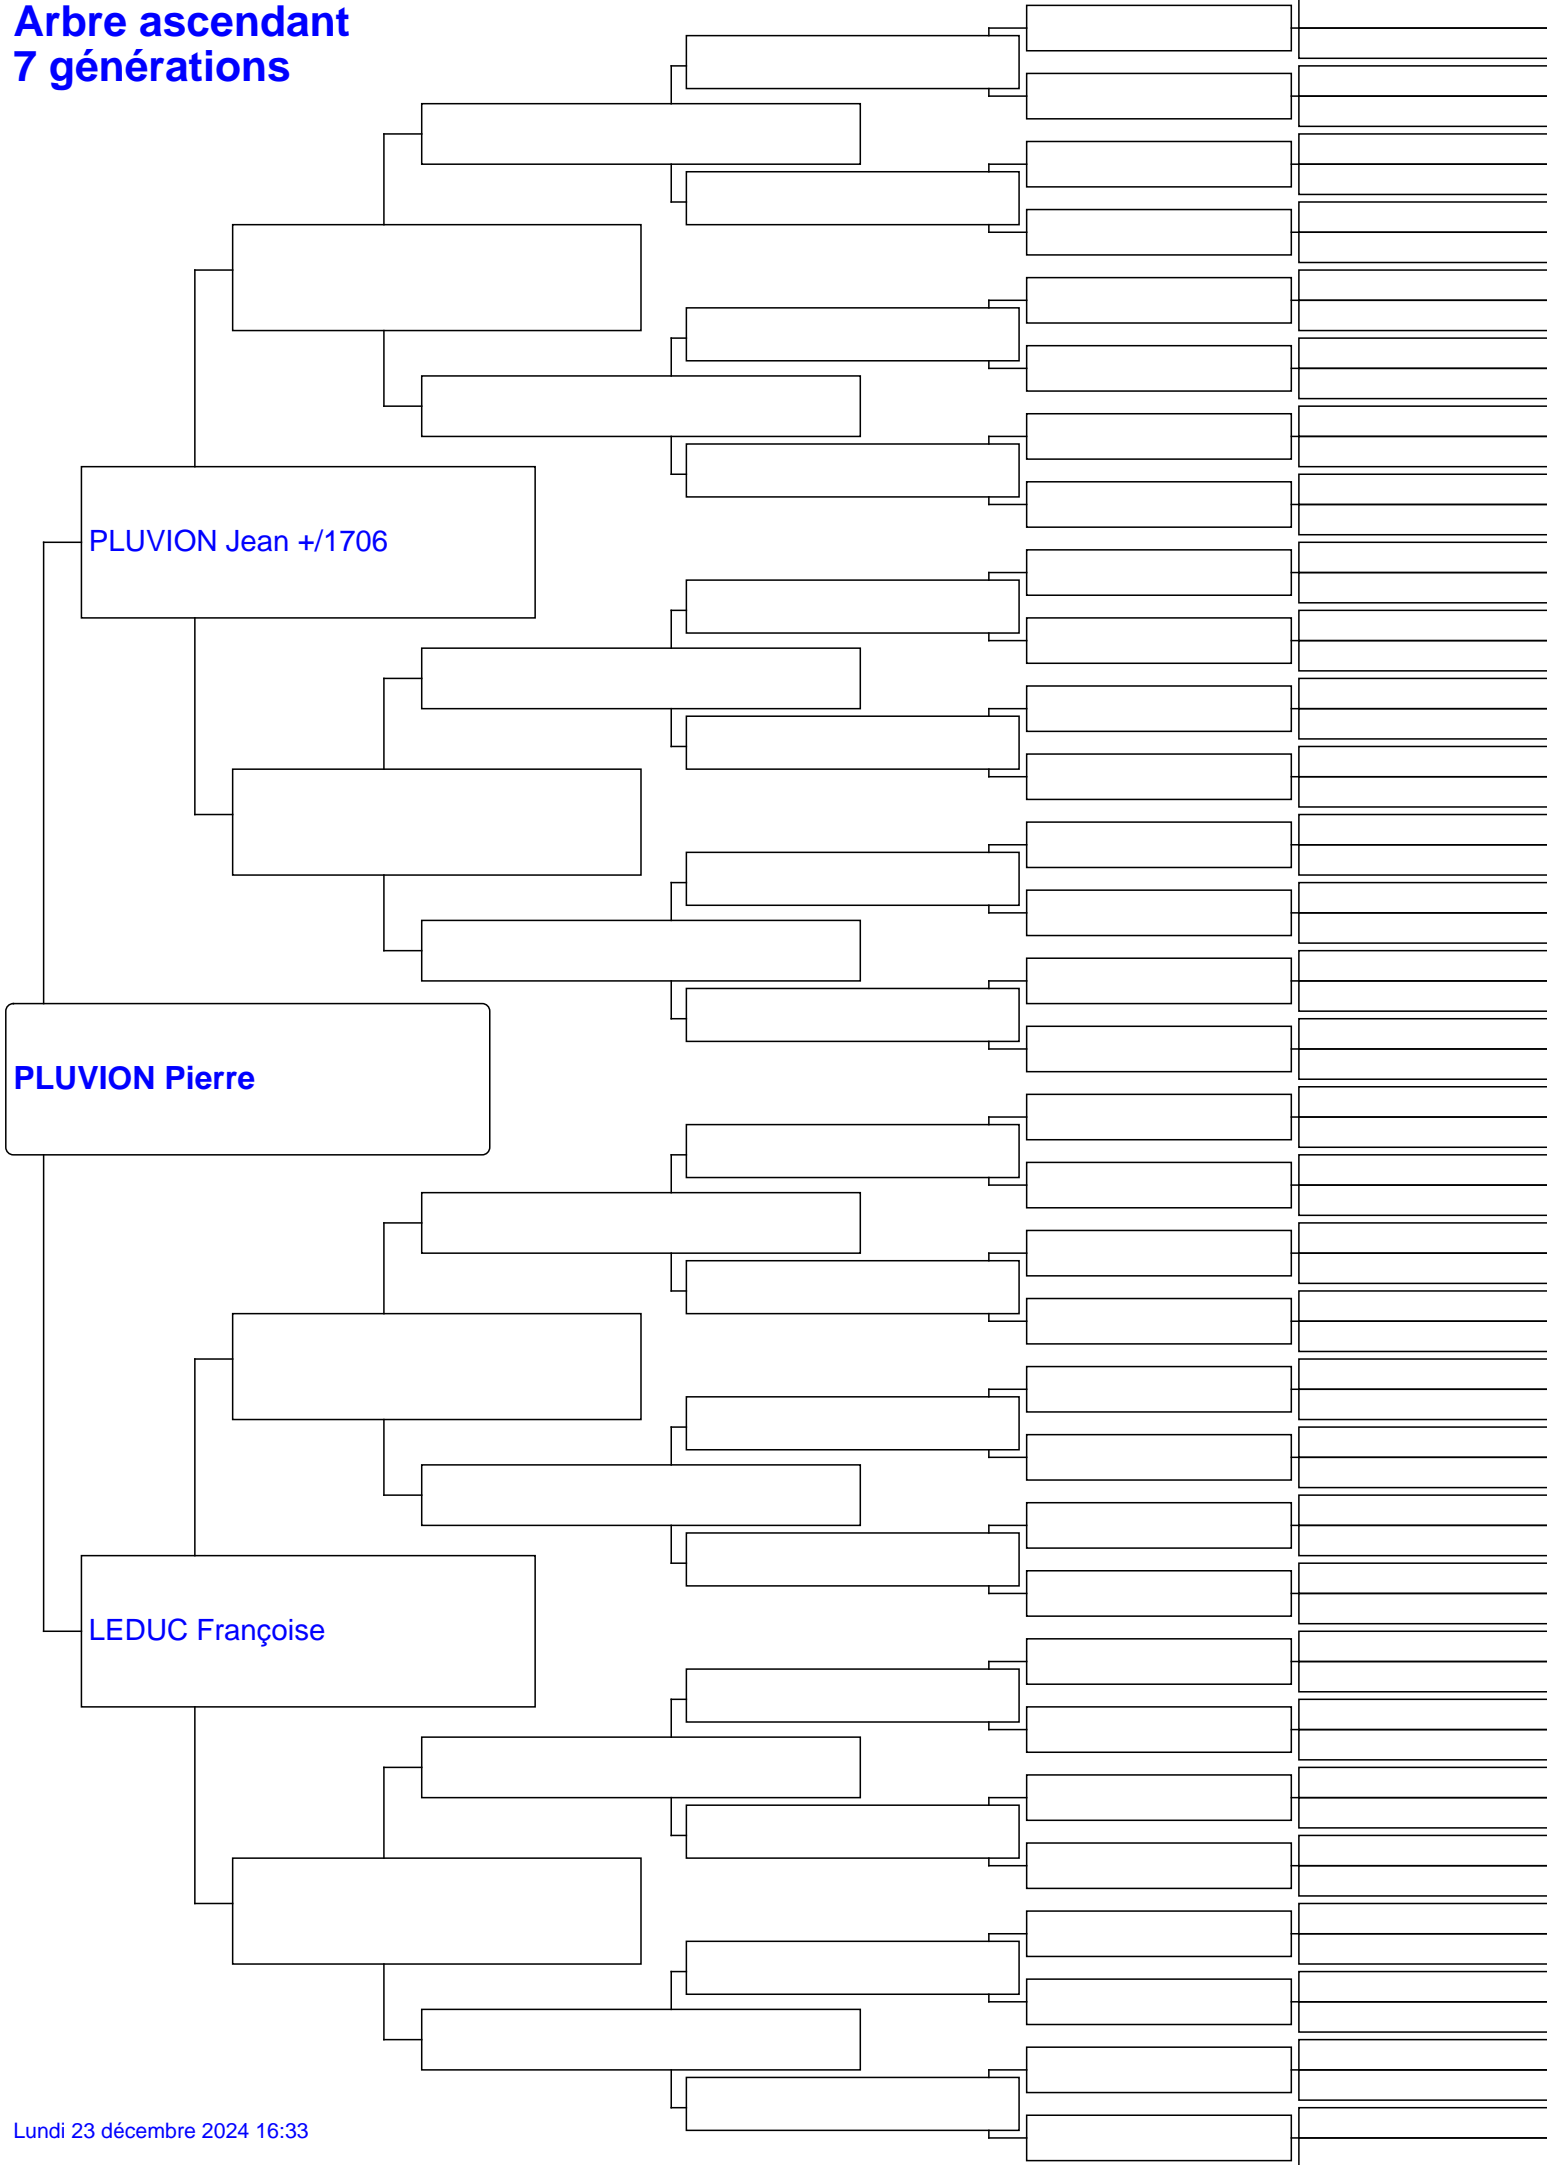 Arbre ascendant
7 générations
PLUVION Jean +/1706
PLUVION Pierre
LEDUC Françoise
Lundi 23 décembre 2024 16:33